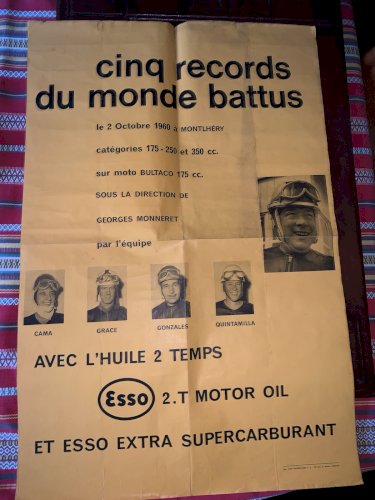 cinq records
du monde battus
le 2 Octobre 1960 à MONTLHÉRY
catégories 175-250 et 350 cc.
sur moto BULTACO 175 cc.
SOUS LA DIRECTION DE
GEORGES MONNERET
par l'équipe
CAMA GRACE GONZALES QUINTAMILLA
AVEC L'HUILE 2 TEMPS
Esso 2.T MOTOR OIL
ET ESSO EXTRA SUPERCARBURANT